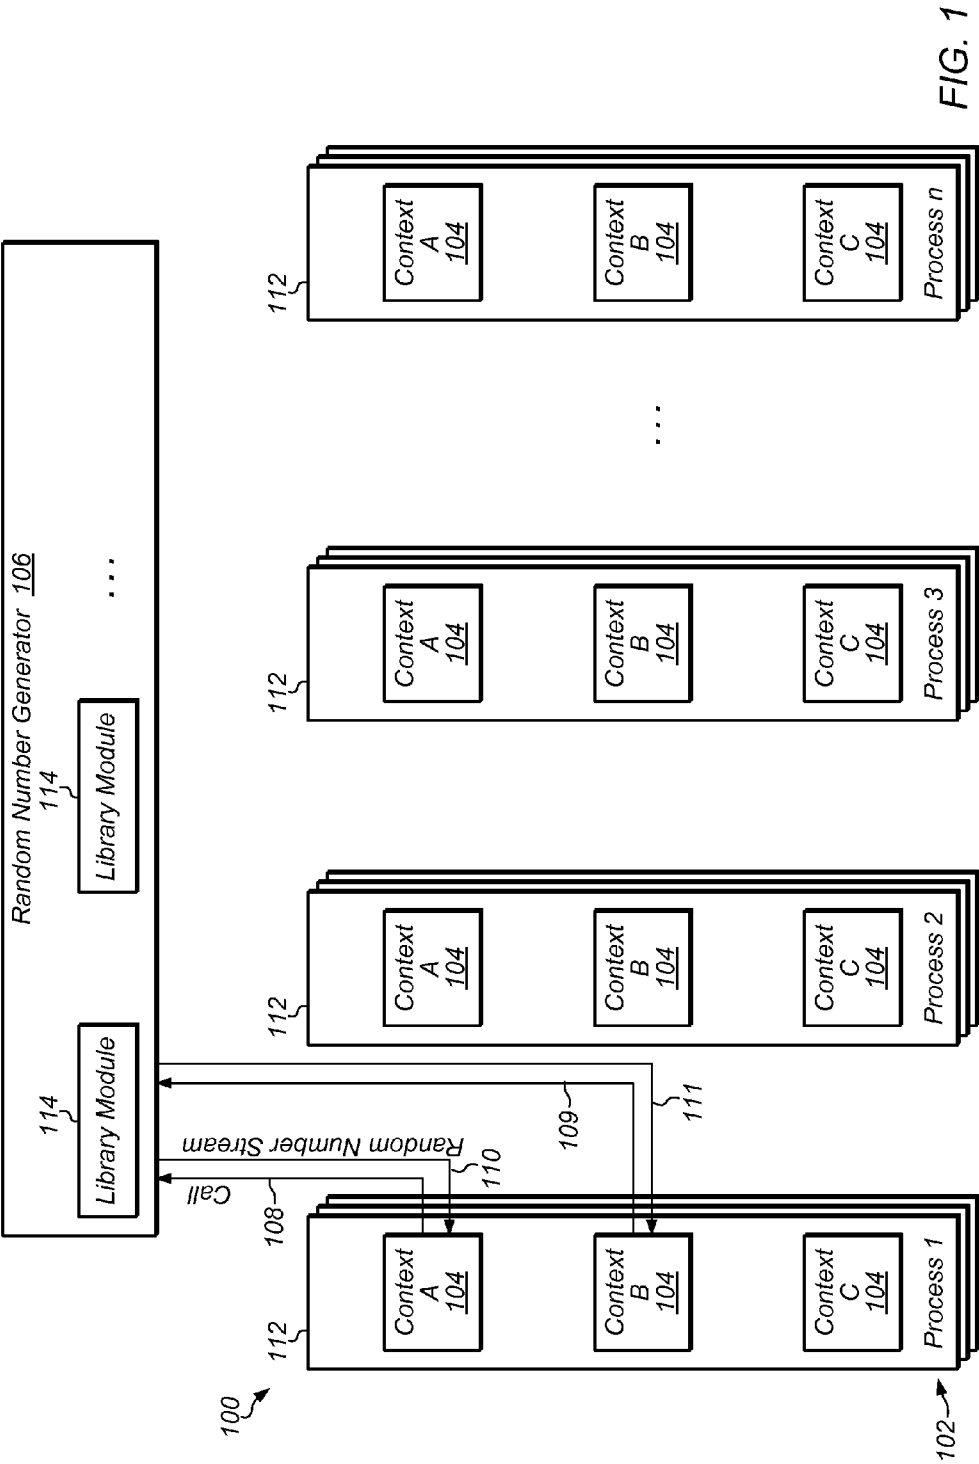 Random Number Generator 106
114
Library Module
114
Library Module
...
Call
108
Random Number Stream
110
109
111
100
112
Context
A
104
Context
B
104
Context
C
104
Process 1
112
Context
A
104
Context
B
104
Context
C
104
Process 2
112
Context
A
104
Context
B
104
Context
C
104
Process 3
...
112
Context
A
104
Context
B
104
Context
C
104
Process n
102
FIG. 1